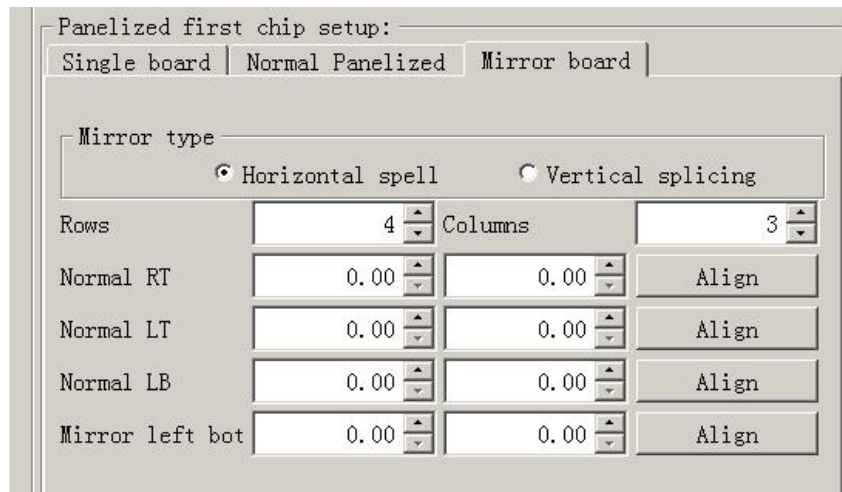 Panelized first chip setup:
Single board Normal Panelized Mirror board
Mirror type
Horizontal spell Vertical splicing
Rows 4 Columns 3
Normal RT 0.00 0.00 Align
Normal LT 0.00 0.00 Align
Normal LB 0.00 0.00 Align
Mirror left bot 0.00 0.00 Align